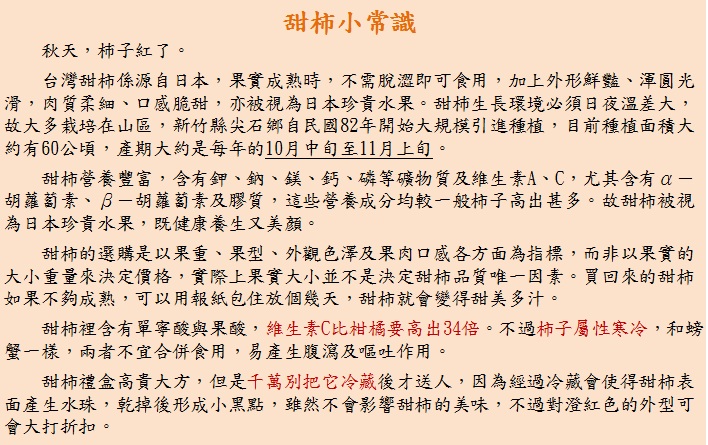 甜柿小常識
秋天，柿子紅了。
台灣甜柿係源自日本，果實成熟時，不需脫澀即可食用，加上外形鮮豔、渾圓光
滑，肉質柔細、口感脆甜，亦被視為日本珍貴水果。甜柿生長環境必須日夜溫差大，
故大多栽培在山區，新竹縣尖石鄉自民國82年開始大規模引進種植，目前種植面積大
約有60公頃，產期大約是每年的10月中旬至11月上旬。
甜柿營養豐富，含有鉀、鈉、鎂、鈣、磷等礦物質及維生素A、C，尤其含有α－
胡蘿蔔素、β－胡蘿蔔素及膠質，這些營養成分均較一般柿子高出甚多。故甜柿被視
為日本珍貴水果，既健康養生又美顏。
甜柿的選購是以果重、果型、外觀色澤及果肉口感各方面為指標，而非以果實的
大小重量來決定價格，實際上果實大小並不是決定甜柿品質唯一因素。買回來的甜柿
如果不夠成熟，可以用報紙包住放個幾天，甜柿就會變得甜美多汁。
甜柿裡含有單寧酸與果酸，維生素C比柑橘要高出34倍。不過柿子屬性寒冷，和螃
蟹一樣，兩者不宜合併食用，易產生腹瀉及嘔吐作用。
甜柿禮盒高貴大方，但是千萬別把它冷藏後才送人，因為經過冷藏會使得甜柿表
面產生水珠，乾掉後形成小黑點，雖然不會影響甜柿的美味，不過對澄紅色的外型可
會大打折扣。